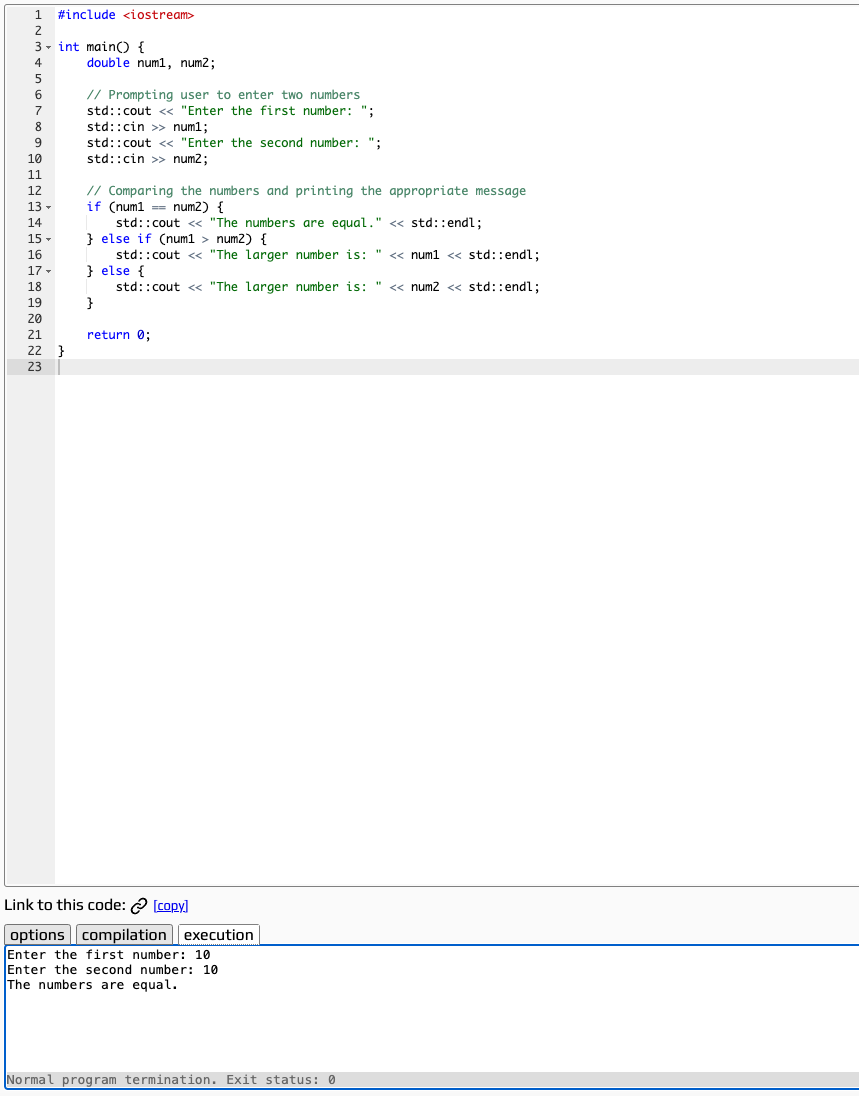 1 #include <iostream>
2
3 int main() {
4     double num1, num2;
5
6     // Prompting user to enter two numbers
7     std::cout << "Enter the first number: ";
8     std::cin >> num1;
9     std::cout << "Enter the second number: ";
10     std::cin >> num2;
11
12     // Comparing the numbers and printing the appropriate message
13     if (num1 == num2) {
14         std::cout << "The numbers are equal." << std::endl;
15     } else if (num1 > num2) {
16         std::cout << "The larger number is: " << num1 << std::endl;
17     } else {
18         std::cout << "The larger number is: " << num2 << std::endl;
19     }
20
21     return 0;
22 }
23
Link to this code: [copy]
options compilation execution
Enter the first number: 10
Enter the second number: 10
The numbers are equal.
Normal program termination. Exit status: 0